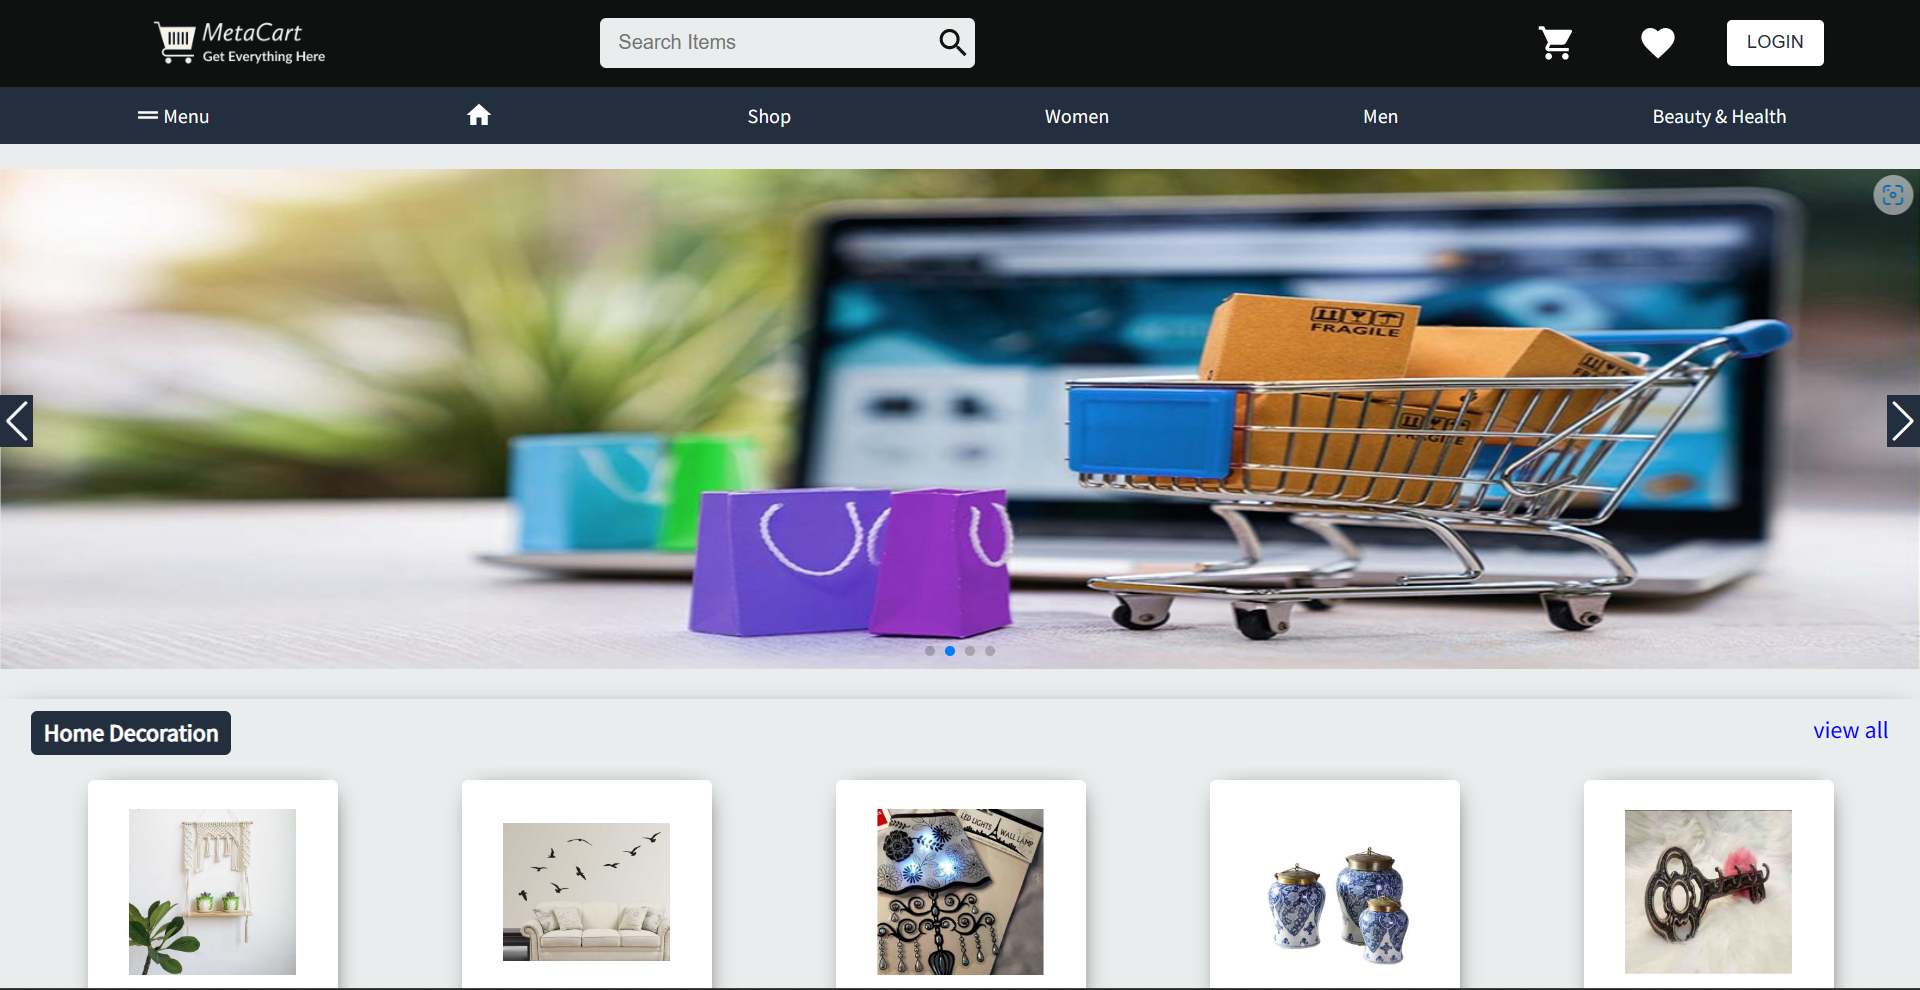 MetaCart
Get Everything Here
Search Items
LOGIN
Menu
Shop
Women
Men
Beauty & Health
FRAGILE
FRAGILE
Home Decoration
view all
LED LIGHTS
WALL LAMP